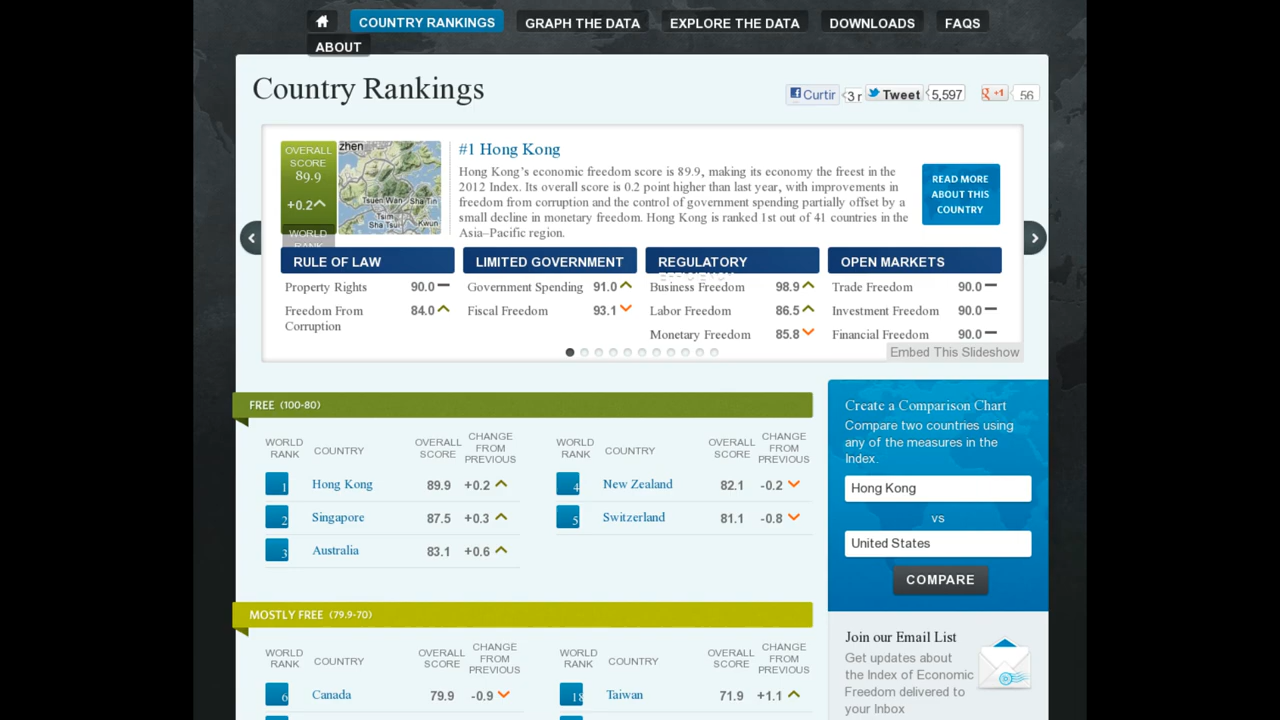 COUNTRY RANKINGS
GRAPH THE DATA
EXPLORE THE DATA
DOWNLOADS
FAQS
ABOUT
Country Rankings
Curtir
3 r
Tweet
5,597
+1
56
OVERALL
SCORE
89.9
+0.2
WORLD
RANK
zhen
Tsuen Wan
Sha Tin
Tsim
Sha Tsui
Kwun
#1 Hong Kong
Hong Kong's economic freedom score is 89.9, making its economy the freest in the
2012 Index. Its overall score is 0.2 point higher than last year, with improvements in
freedom from corruption and the control of government spending partially offset by a
small decline in monetary freedom. Hong Kong is ranked 1st out of 41 countries in the
Asia–Pacific region.
READ MORE
ABOUT THIS
COUNTRY
RULE OF LAW
Property Rights 90.0
Freedom From
Corruption 84.0
LIMITED GOVERNMENT
Government Spending 91.0
Fiscal Freedom 93.1
REGULATORY
EFFICIENCY
Business Freedom 98.9
Labor Freedom 86.5
Monetary Freedom 85.8
OPEN MARKETS
Trade Freedom 90.0
Investment Freedom 90.0
Financial Freedom 90.0
Embed This Slideshow
FREE (100-80)
WORLD RANK COUNTRY OVERALL SCORE CHANGE FROM PREVIOUS
1 Hong Kong 89.9 +0.2
2 Singapore 87.5 +0.3
3 Australia 83.1 +0.6
WORLD RANK COUNTRY OVERALL SCORE CHANGE FROM PREVIOUS
4 New Zealand 82.1 -0.2
5 Switzerland 81.1 -0.8
MOSTLY FREE (79.9-70)
WORLD RANK COUNTRY OVERALL SCORE CHANGE FROM PREVIOUS
6 Canada 79.9 -0.9
WORLD RANK COUNTRY OVERALL SCORE CHANGE FROM PREVIOUS
18 Taiwan 71.9 +1.1
Create a Comparison Chart
Compare two countries using
any of the measures in the
Index.
Hong Kong
vs
United States
COMPARE
Join our Email List
Get updates about
the Index of Economic
Freedom delivered to
your Inbox